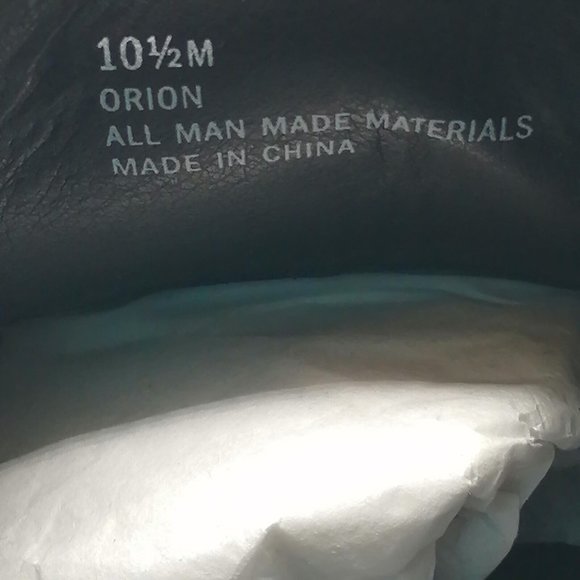 10½M
ORION
ALL MAN MADE MATERIALS
MADE IN CHINA